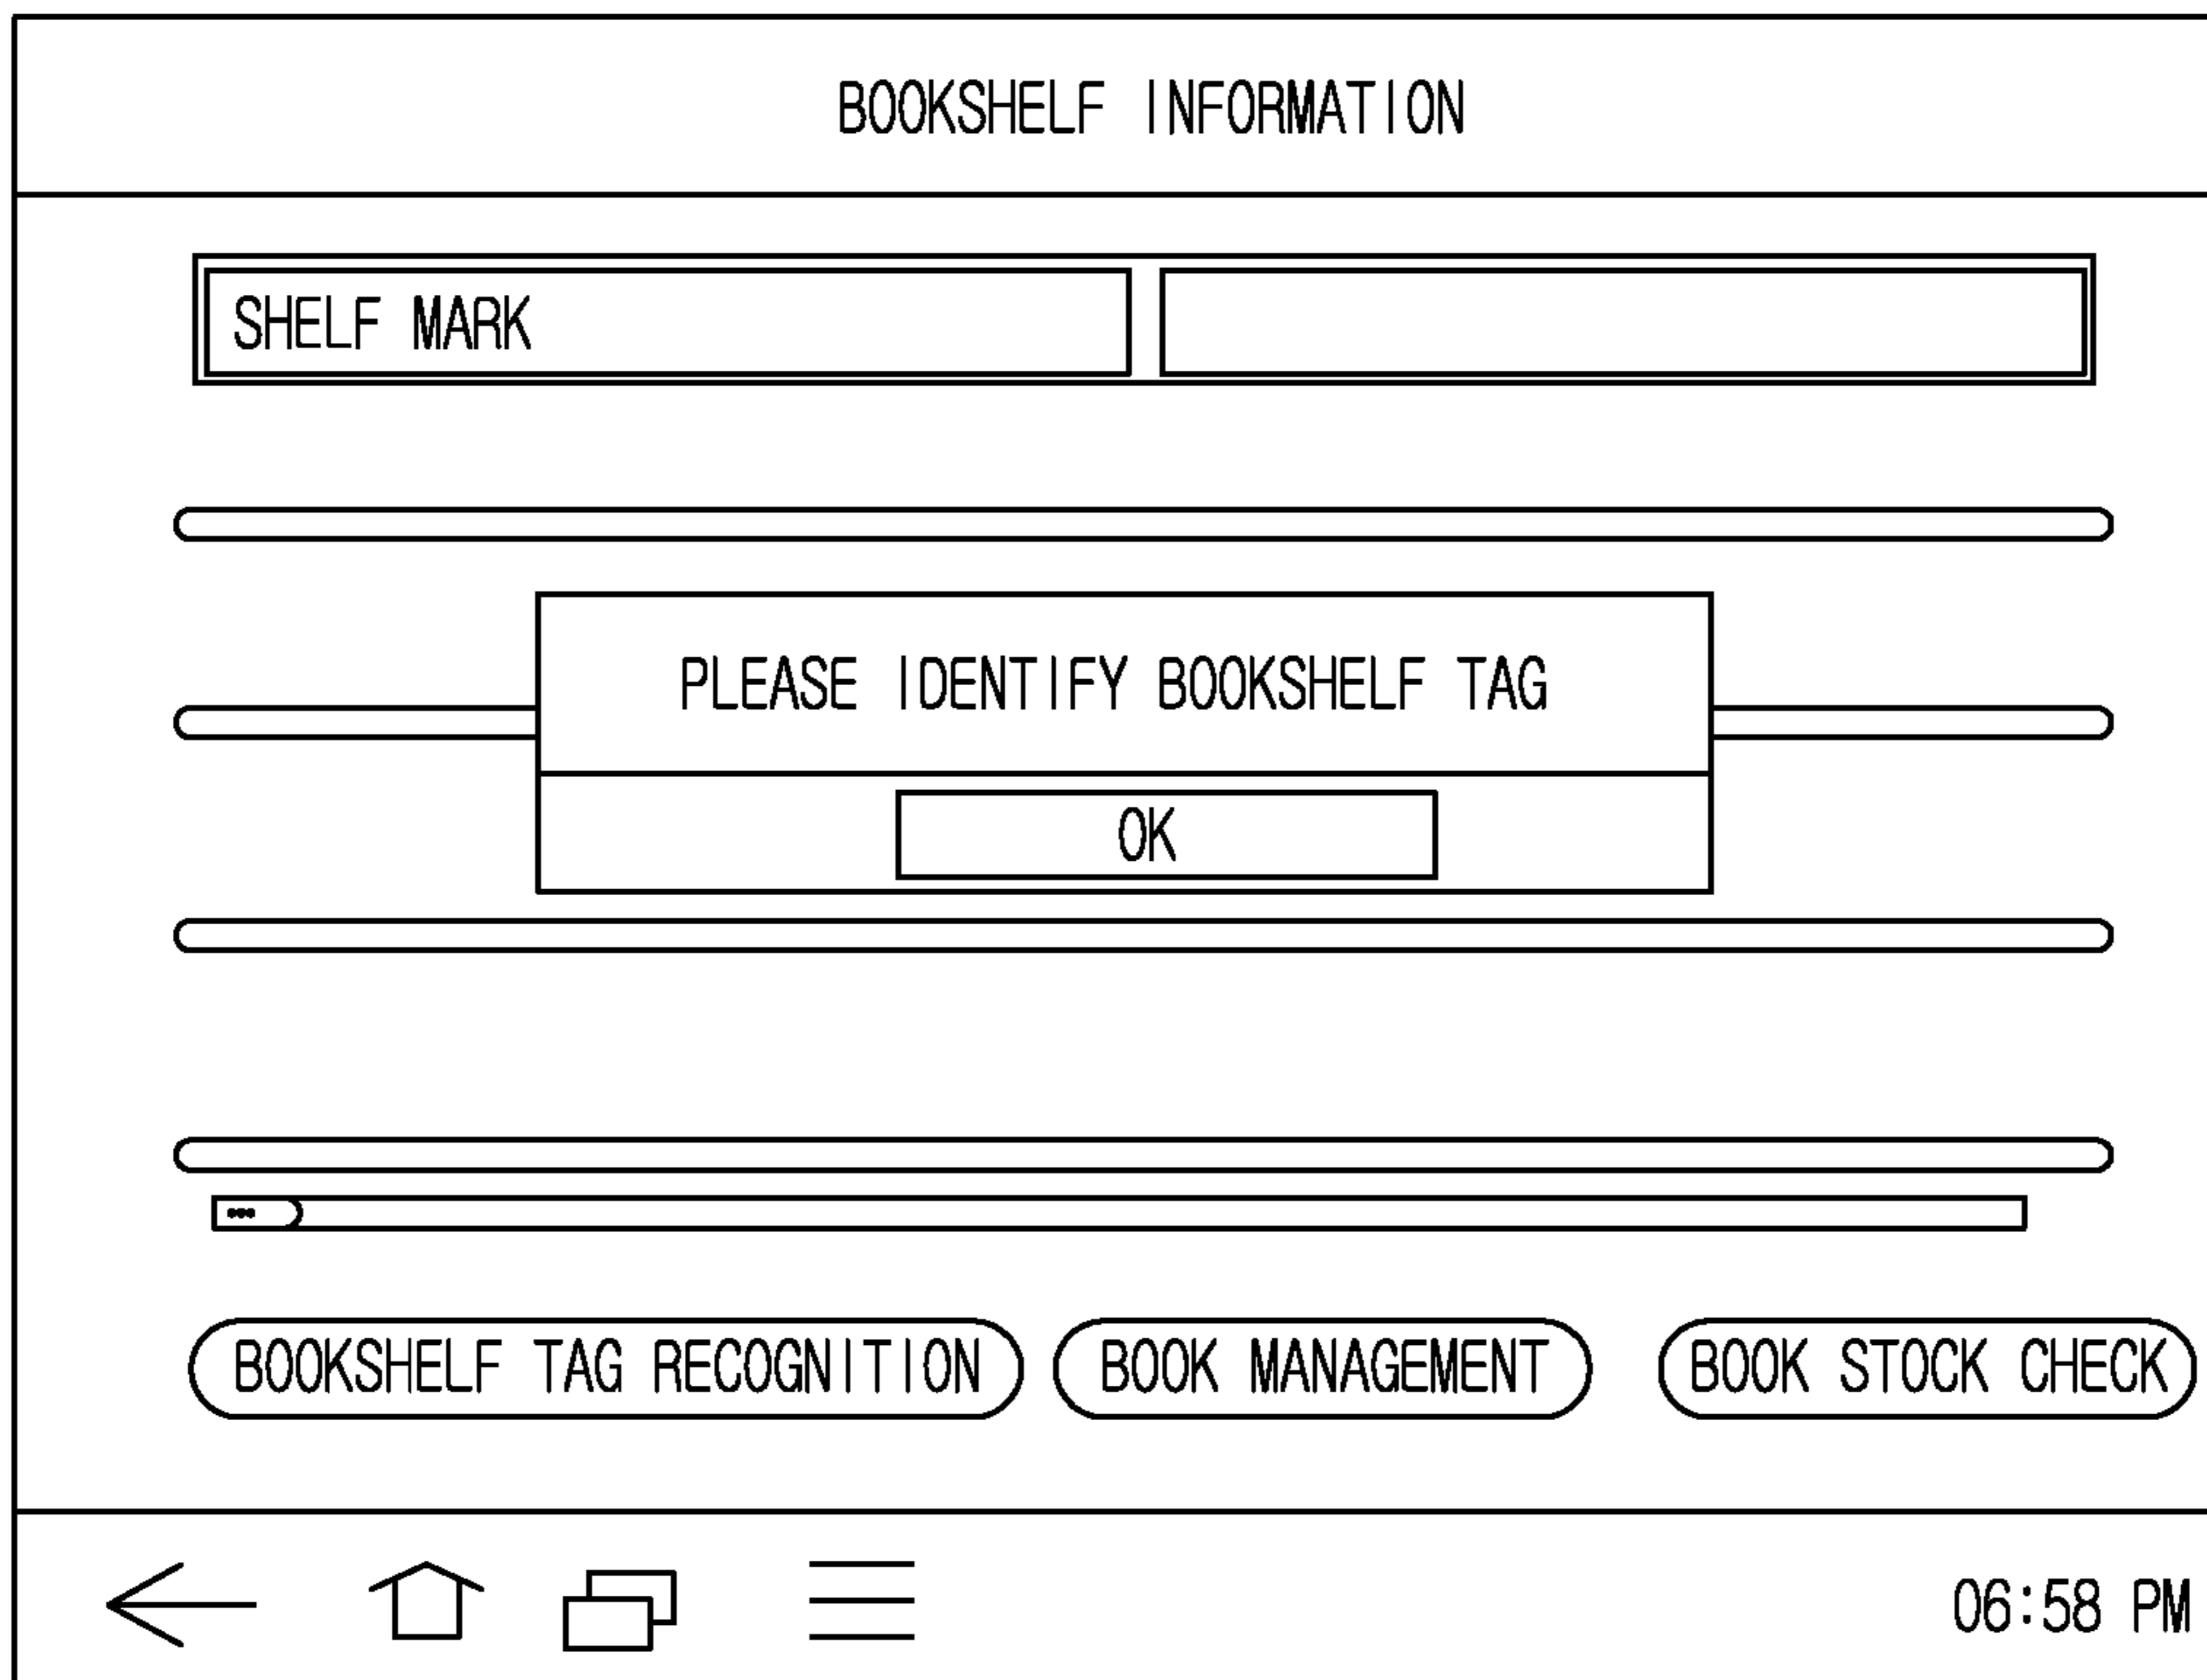 BOOKSHELF INFORMATION
SHELF MARK
PLEASE IDENTIFY BOOKSHELF TAG
OK
BOOKSHELF TAG RECOGNITION
BOOK MANAGEMENT
BOOK STOCK CHECK
06:58 PM